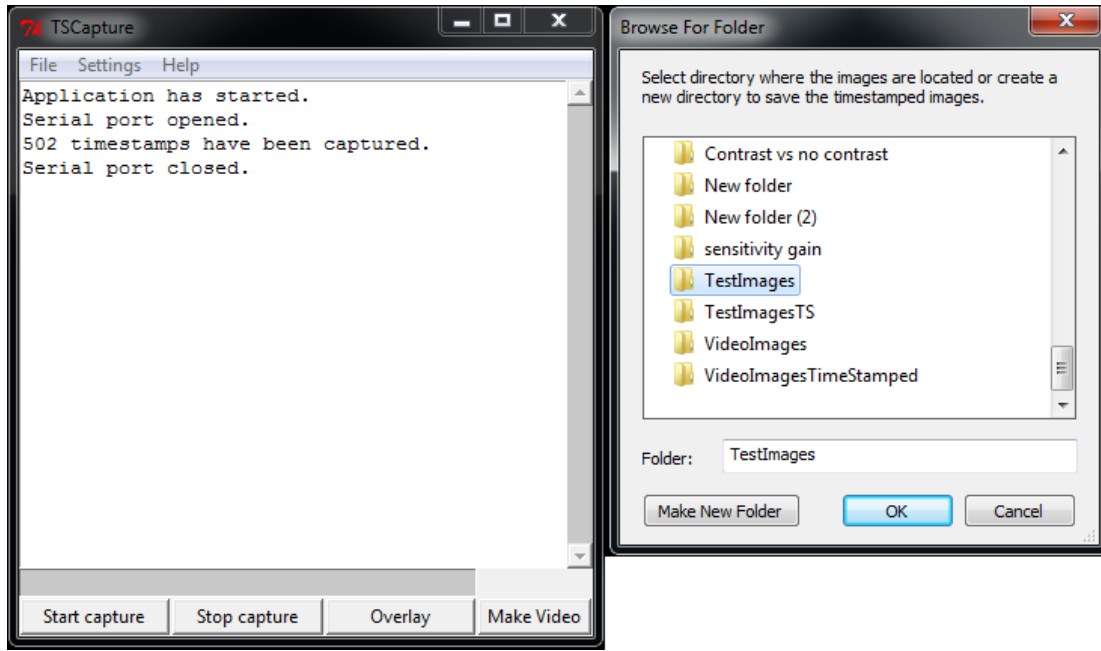 TSCapture
File Settings Help
Application has started.
Serial port opened.
502 timestamps have been captured.
Serial port closed.
Start capture Stop capture Overlay Make Video
Browse For Folder
Select directory where the images are located or create a
new directory to save the timestamped images.
Contrast vs no contrast
New folder
New folder (2)
sensitivity gain
TestImages
TestImagesTS
VideoImages
VideoImagesTimeStamped
Folder: TestImages
Make New Folder OK Cancel